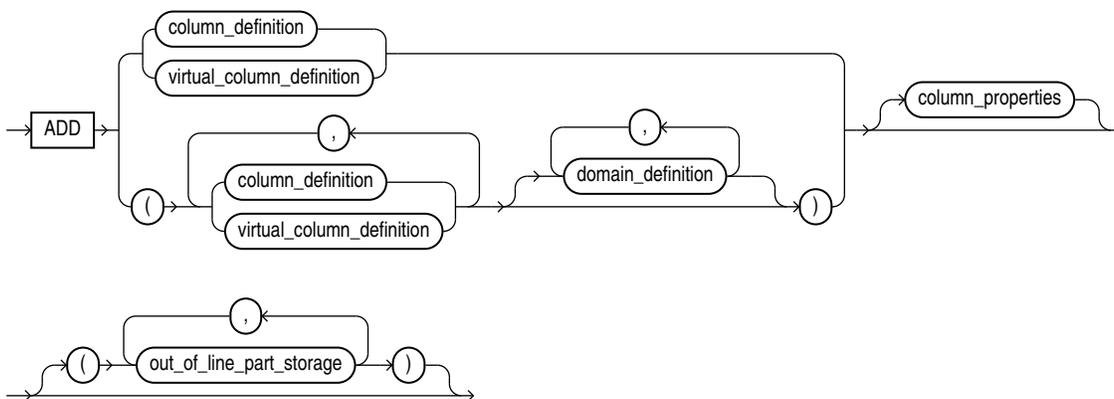 column_definition
virtual_column_definition
ADD
column_properties
,
,
column_definition
domain_definition
(
)
virtual_column_definition
,
(
out_of_line_part_storage
)